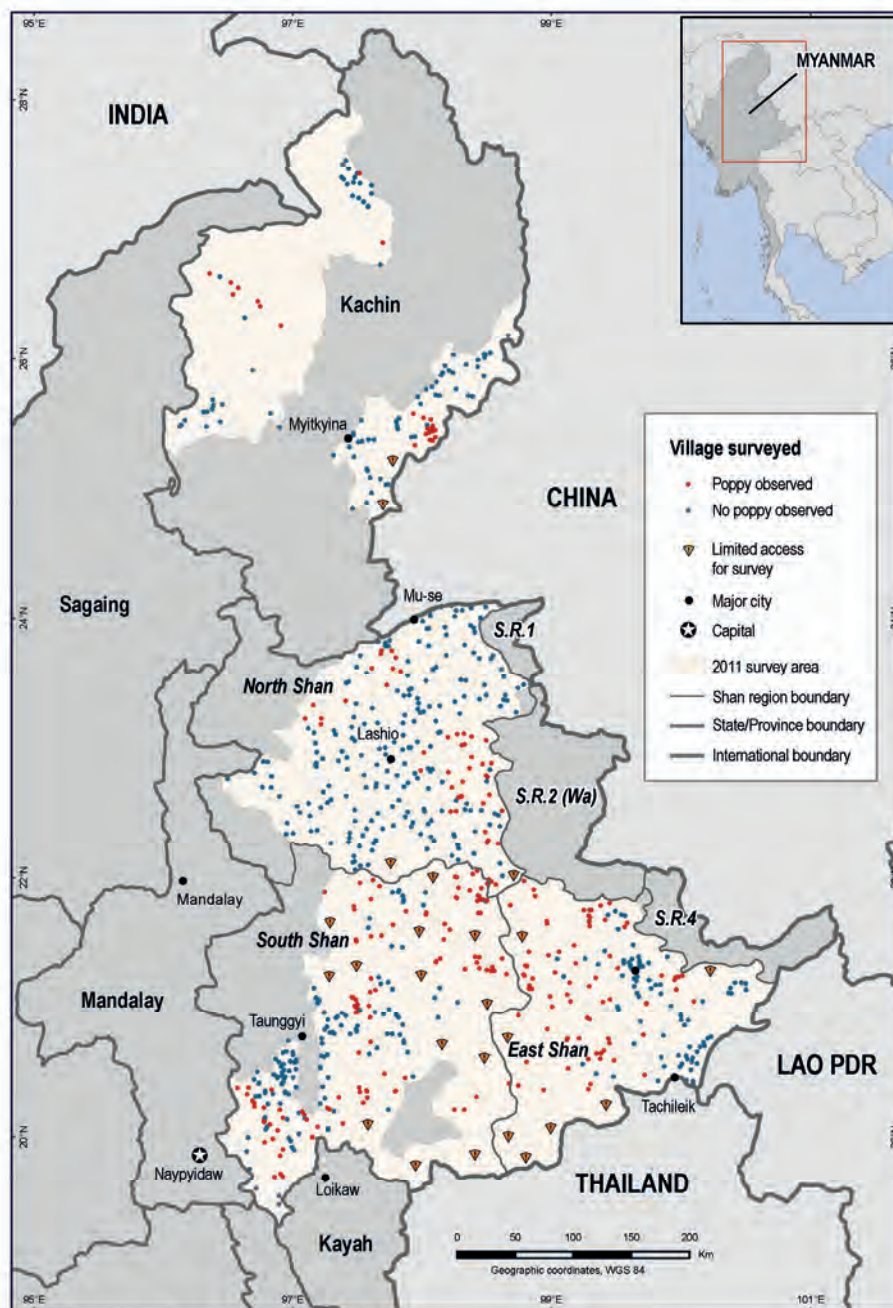 95°E
97°E
99°E
28°N
INDIA
MYANMAR
Kachin
26°N
Myitkyina
Village surveyed
Poppy observed
CHINA
No poppy observed
Limited access
for survey
Mu-se
Major city
Sagaing
24°N
S.R.1
Capital
2011 survey area
North Shan
Shan region boundary
State/Province boundary
Lashio
International boundary
S.R.2 (Wa)
22°N
Mandalay
S.R.4
South Shan
Mandalay
Taunggyi
East Shan
LAO PDR
Tachileik
20°N
Naypyidaw
Loikaw
THAILAND
Kayah
0 50 100 150 200
Km
Geographic coordinates, WGS 84
95°E
97°E
99°E
101°E